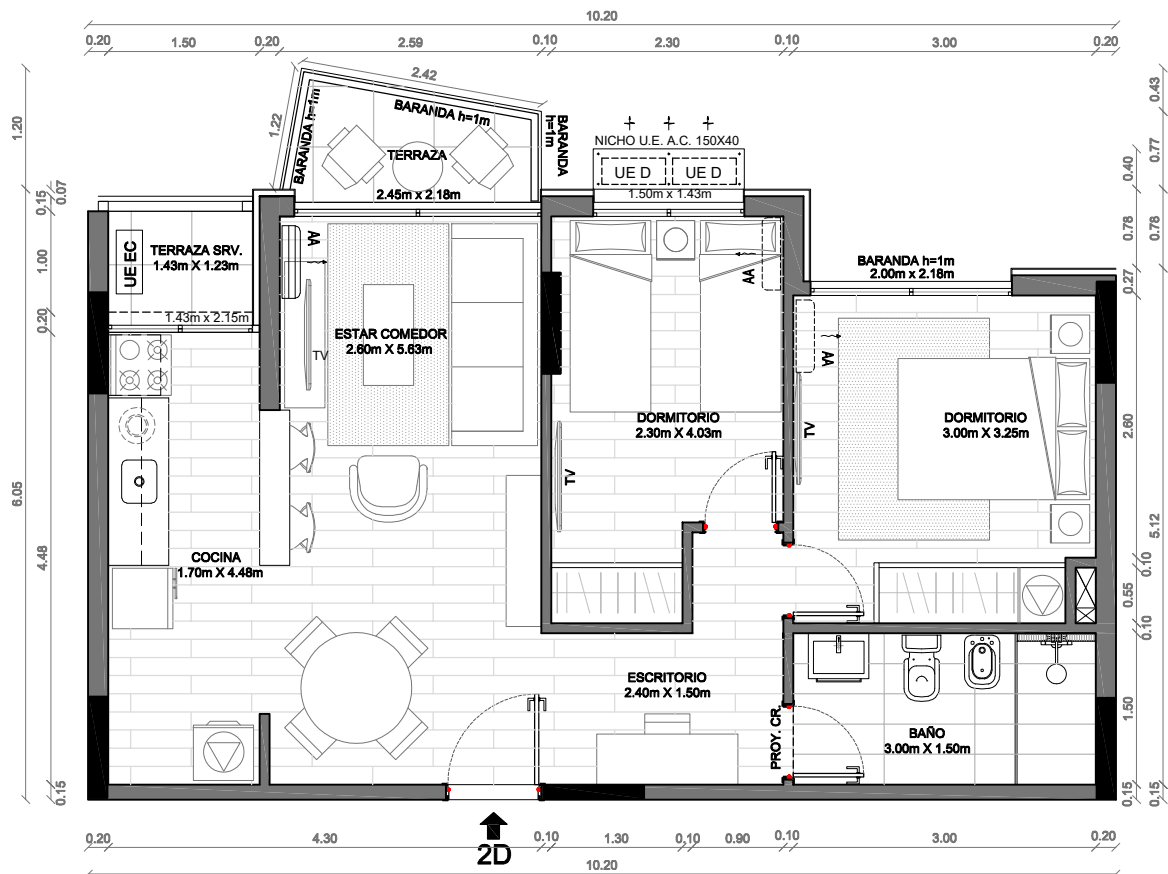 10.20
0.20 1.50 0.20 2.59 0.10 2.30 0.10 3.00 0.20
2.42
1.22
BARANDA h=1m
BARANDA h=1m
BARANDA
h=1m
TERRAZA
2.45m x 2.18m
NICHO U.E. A.C. 150X40
UE D UE D
1.50m x 1.43m
1.20
0.07
0.15
1.00
0.20
6.05
4.48
0.15
0.43
0.77
0.40
0.78
0.78
0.27
2.60
5.12
0.10
0.55
0.10
1.50
0.15
0.15
UE EC
TERRAZA SRV.
1.43m X 1.23m
1.43m x 2.15m
AA
TV
ESTAR COMEDOR
2.60m X 5.63m
AA
TV
DORMITORIO
2.30m X 4.03m
BARANDA h=1m
2.00m x 2.18m
AA
TV
DORMITORIO
3.00m X 3.25m
COCINA
1.70m X 4.48m
ESCRITORIO
2.40m X 1.50m
PROY. CR.
BAÑO
3.00m X 1.50m
2D
0.20 4.30 0.10 1.30 0.10 0.90 0.10 3.00 0.20
10.20